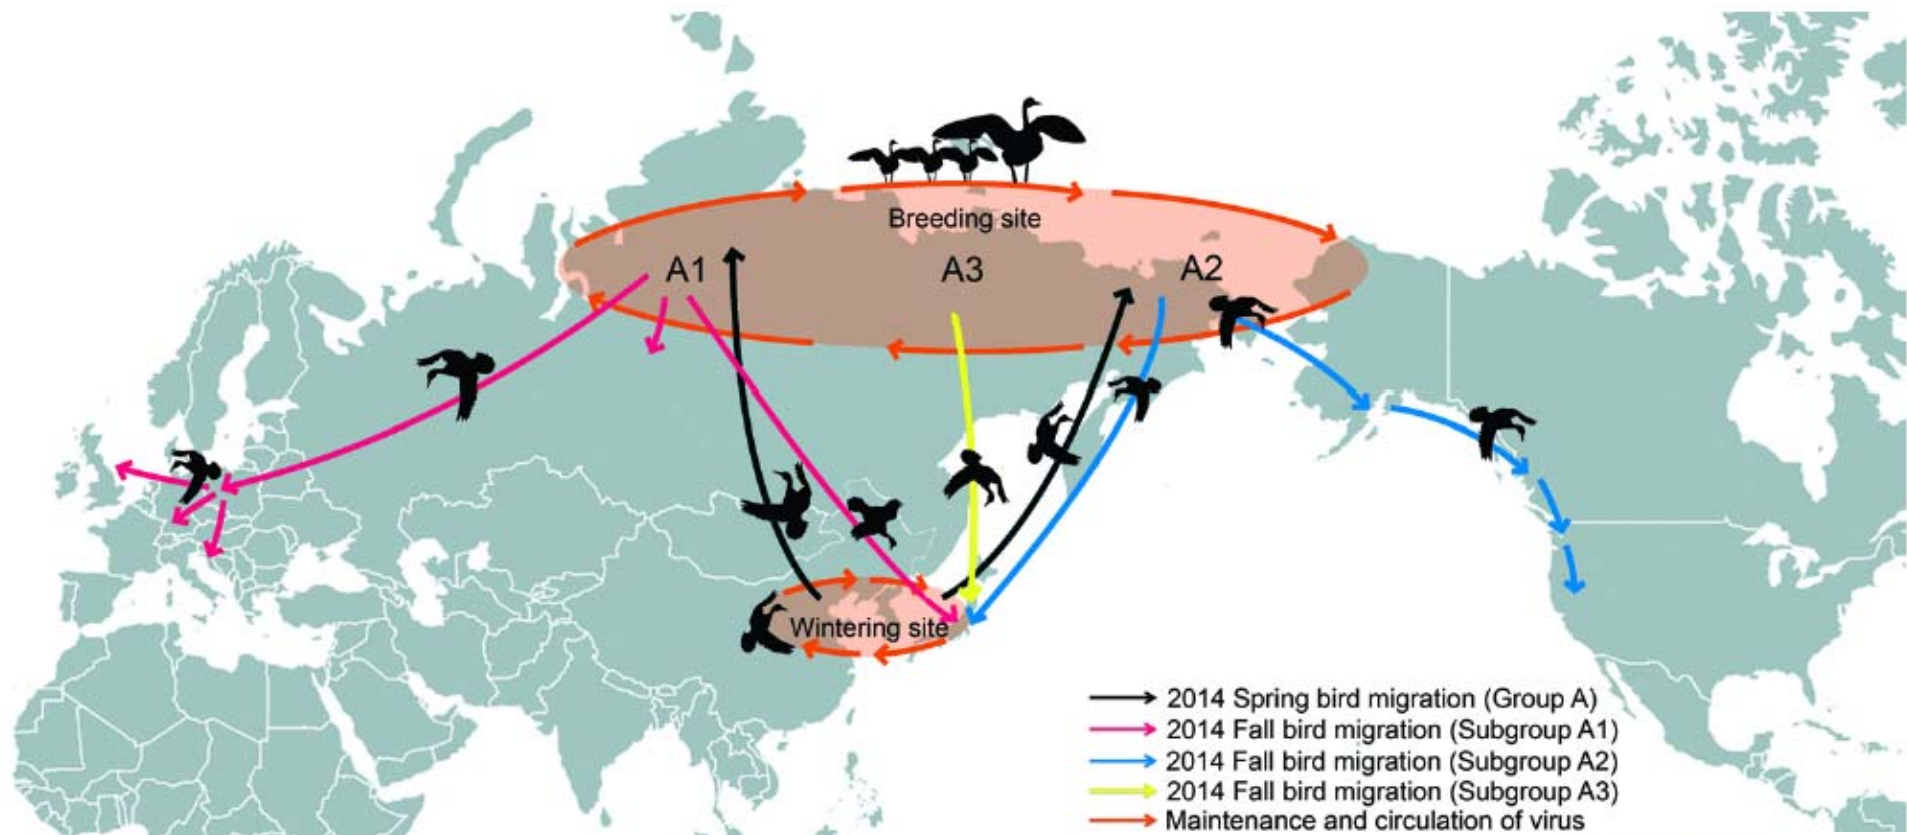 Breeding site
A1
A3
A2
Wintering site
2014 Spring bird migration (Group A)
2014 Fall bird migration (Subgroup A1)
2014 Fall bird migration (Subgroup A2)
2014 Fall bird migration (Subgroup A3)
Maintenance and circulation of virus